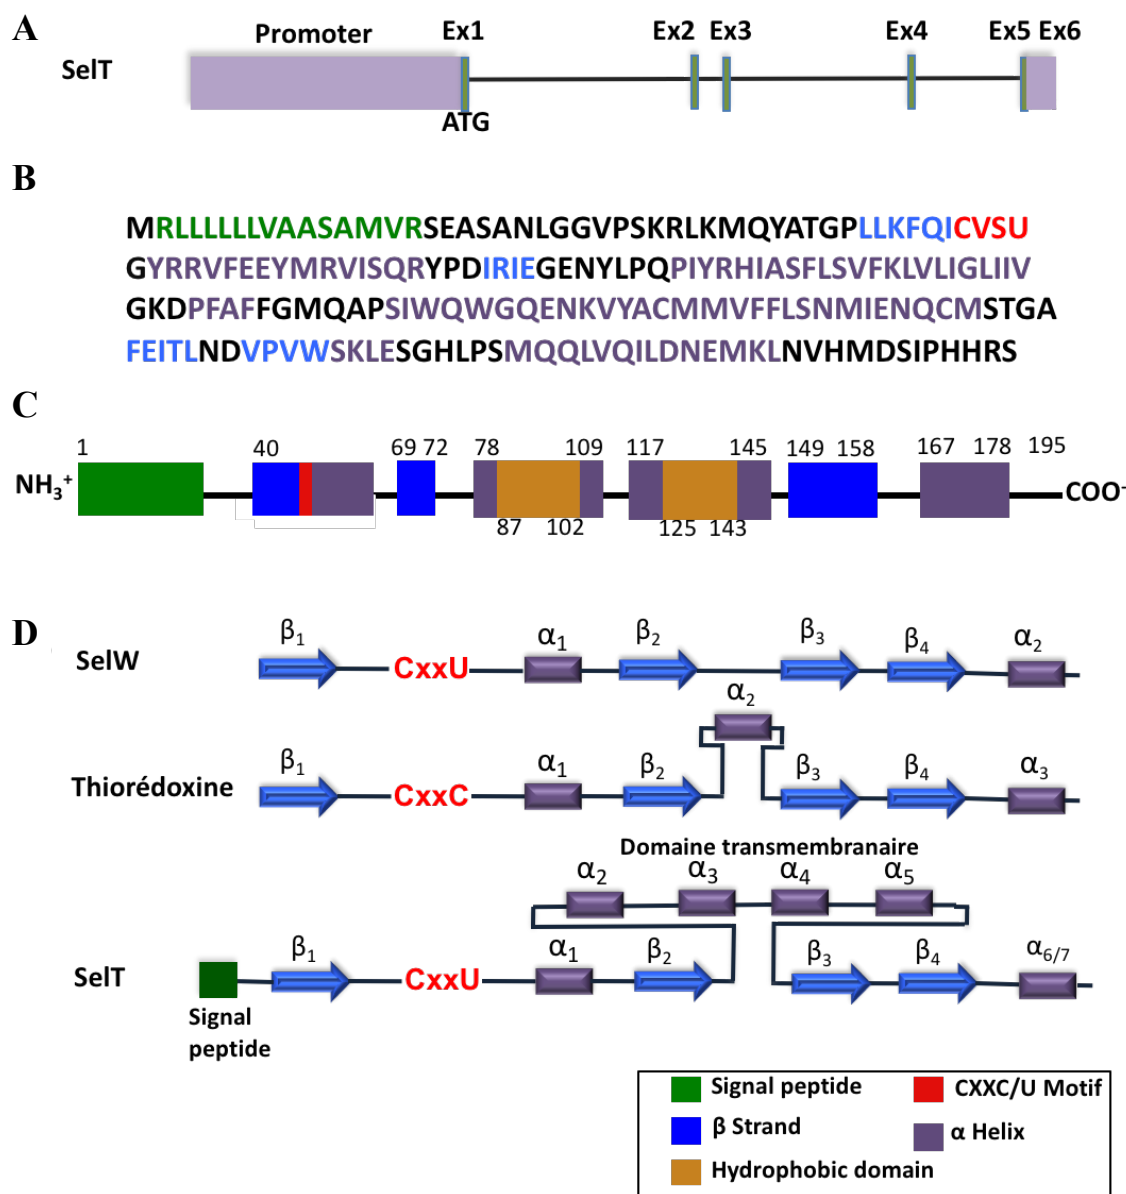 A
Promoter Ex1 Ex2 Ex3 Ex4 Ex5 Ex6
SelT
ATG
B
MRLLLLLLVAASAMVRSEASANLGGVPSKRLKMQYATGPLLKFQICVSU
GYRRVFEEYMRVISQRYPDIRIEGENYLPQPIYRHIASFLSVFKLVLIGLIIV
GKDPFAFFGMQAPSIWQWGQENKVYACMMVFFLSNMIENQCMSTGA
FEITLNDVPVWSKLESGHLPSMQQLVQILDNEMKLNVHMDSIPHHRS
C
1 40 69 72 78 109 117 145 149 158 167 178 195
NH₃⁺ COO⁻
87 102 125 143
D
β₁ α₁ β₂ β₃ β₄ α₂
SelW CxxU
α₂
β₁ α₁ β₂ β₃ β₄ α₃
Thiorédoxine CxxC
Domaine transmembranaire
α₂ α₃ α₄ α₅
β₁ α₁ β₂ β₃ β₄ α₆/₇
SelT CxxU
Signal
peptide
Signal peptide CXXC/U Motif
β Strand α Helix
Hydrophobic domain